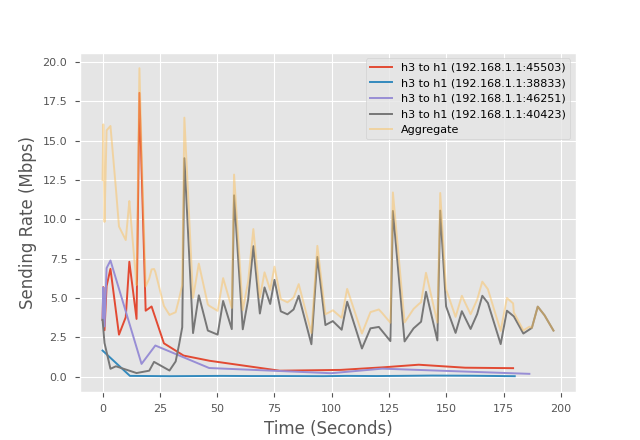 20.0
17.5
15.0
12.5
10.0
7.5
5.0
2.5
0.0
Sending Rate (Mbps)
h3 to h1 (192.168.1.1:45503)
h3 to h1 (192.168.1.1:38833)
h3 to h1 (192.168.1.1:46251)
h3 to h1 (192.168.1.1:40423)
Aggregate
0 25 50 75 100 125 150 175 200
Time (Seconds)